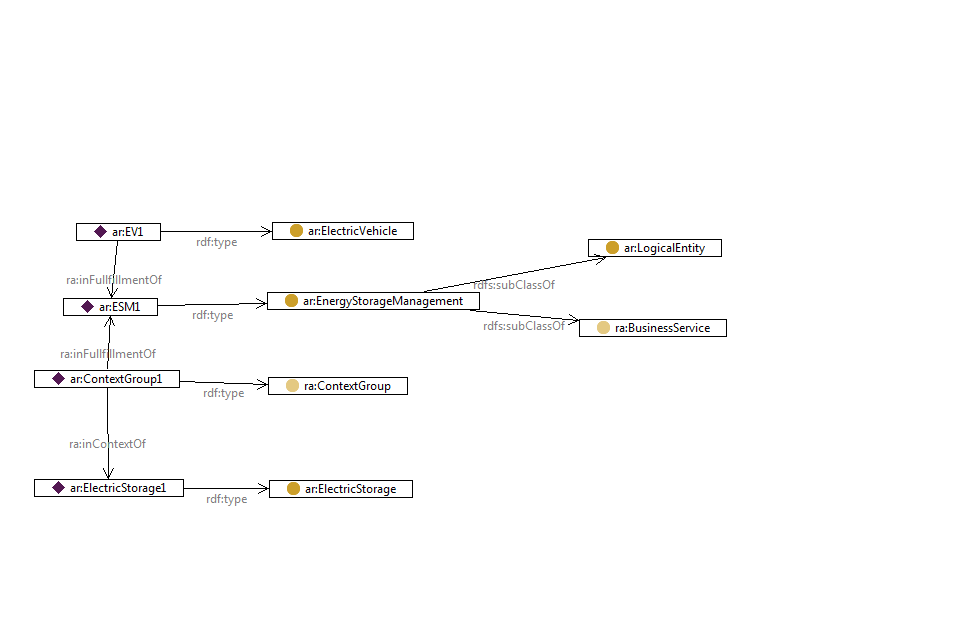 ar:EV1
rdf:type
ar:ElectricVehicle
ar:LogicalEntity
ra:inFullfillmentOf
rdfs:subClassOf
ar:ESM1
rdf:type
ar:EnergyStorageManagement
rdfs:subClassOf
ra:BusinessService
ra:inFullfillmentOf
ar:ContextGroup1
rdf:type
ra:ContextGroup
ra:inContextOf
ar:ElectricStorage1
rdf:type
ar:ElectricStorage